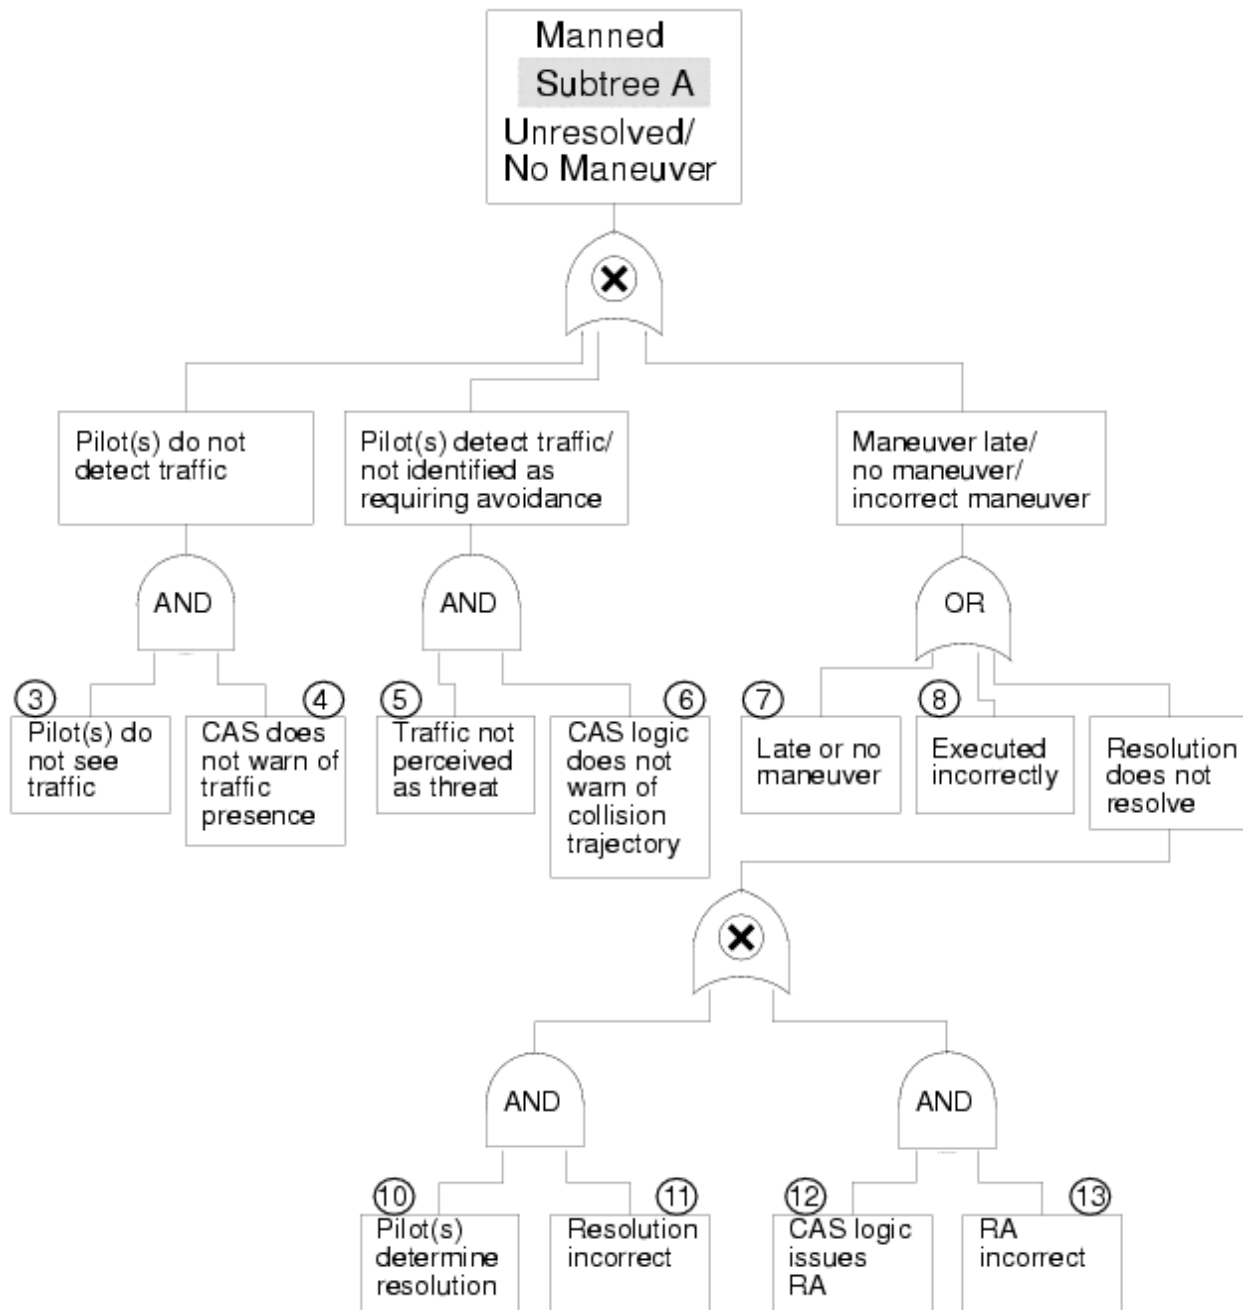 Manned
Subtree A
Unresolved/
No Maneuver
Pilot(s) do not
detect traffic
Pilot(s) detect traffic/
not identified as
requiring avoidance
Maneuver late/
no maneuver/
incorrect maneuver
AND
AND
OR
3
Pilot(s) do
not see
traffic
4
CAS does
not warn of
traffic
presence
5
Traffic not
perceived
as threat
6
CAS logic
does not
warn of
collision
trajectory
7
Late or no
maneuver
8
Executed
incorrectly
Resolution
does not
resolve
AND
AND
10
Pilot(s)
determine
resolution
11
Resolution
incorrect
12
CAS logic
issues
RA
13
RA
incorrect